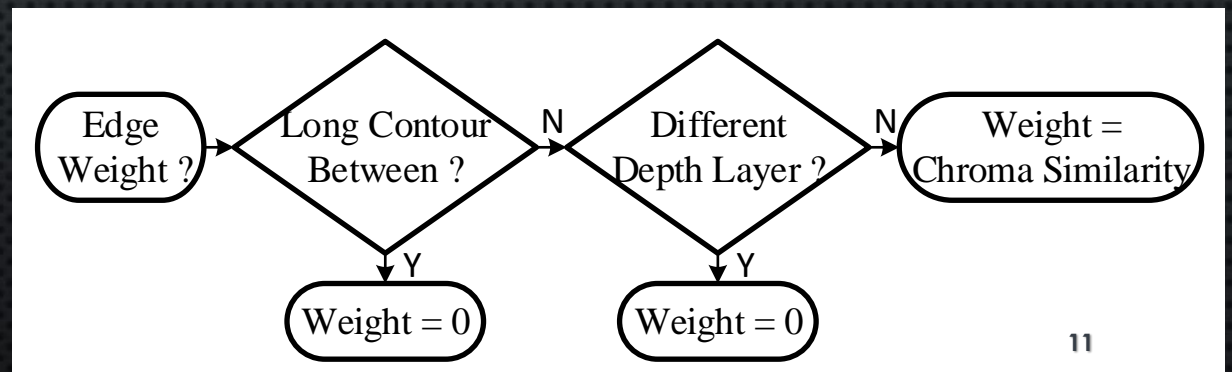 Edge
Weight ?
Long Contour
Between ?
N
Different
Depth Layer ?
N
Weight =
Chroma Similarity
Y
Weight = 0
Y
Weight = 0
11